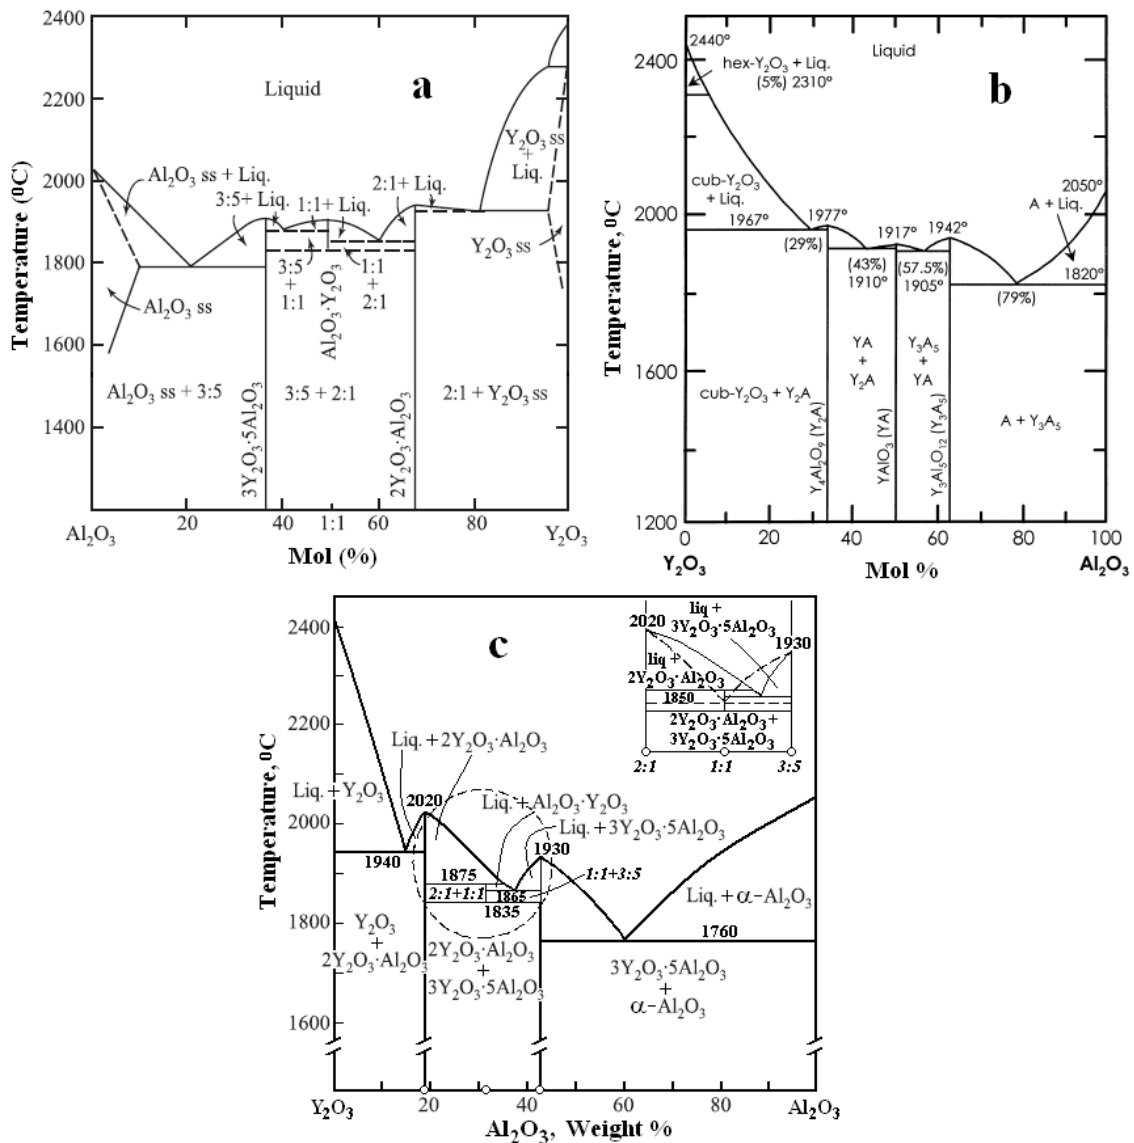 a
Temperature (⁰C)
2400
2200
2000
1800
1600
1400
Liquid
Al₂O₃ ss + Liq.
3:5+ Liq.
1:1+ Liq.
2:1+ Liq.
Y₂O₃ ss
+
Liq.
Al₂O₃ ss
3:5
+
1:1
Al₂O₃·Y₂O₃
1:1
+
2:1
Y₂O₃ ss
Al₂O₃ ss + 3:5
3Y₂O₃·5Al₂O₃
3:5 + 2:1
2Y₂O₃·Al₂O₃
2:1 + Y₂O₃ ss
Al₂O₃
20
40
1:1
60
80
Y₂O₃
Mol (%)
b
Temperature, ⁰C
2400
2000
1600
1200
2440°
Liquid
hex-Y₂O₃ + Liq.
(5%) 2310°
cub-Y₂O₃
+ Liq.
1967°
1977°
1917°
1942°
2050°
A + Liq.
1820°
(29%)
(43%)
1910°
(57.5%)
1905°
(79%)
cub-Y₂O₃ + Y₂A
Y₄Al₂O₉ (Y₂A)
YA
+
Y₂A
YAlO₃ (YA)
Y₃A₅
+
YA
Y₃Al₅O₁₂ (Y₃A₅)
A + Y₃A₅
0
20
40
60
80
100
Y₂O₃
Mol %
Al₂O₃
c
Temperature, ⁰C
2400
2200
2000
1800
1600
Liq. + 2Y₂O₃·Al₂O₃
Liq. + Y₂O₃
2020
Liq. + Al₂O₃·Y₂O₃
Liq. + 3Y₂O₃·5Al₂O₃
1930
1940
1875
2:1+1:1
1865
1835
1:1+3:5
Liq. + α-Al₂O₃
1760
Y₂O₃
+
2Y₂O₃·Al₂O₃
2Y₂O₃·Al₂O₃
+
3Y₂O₃·5Al₂O₃
3Y₂O₃·5Al₂O₃
+
α-Al₂O₃
liq +
3Y₂O₃·5Al₂O₃
2020
1930
liq +
2Y₂O₃·Al₂O₃
1850
2Y₂O₃·Al₂O₃+
3Y₂O₃·5Al₂O₃
2:1
1:1
3:5
Y₂O₃
20
40
60
80
Al₂O₃
Al₂O₃, Weight %